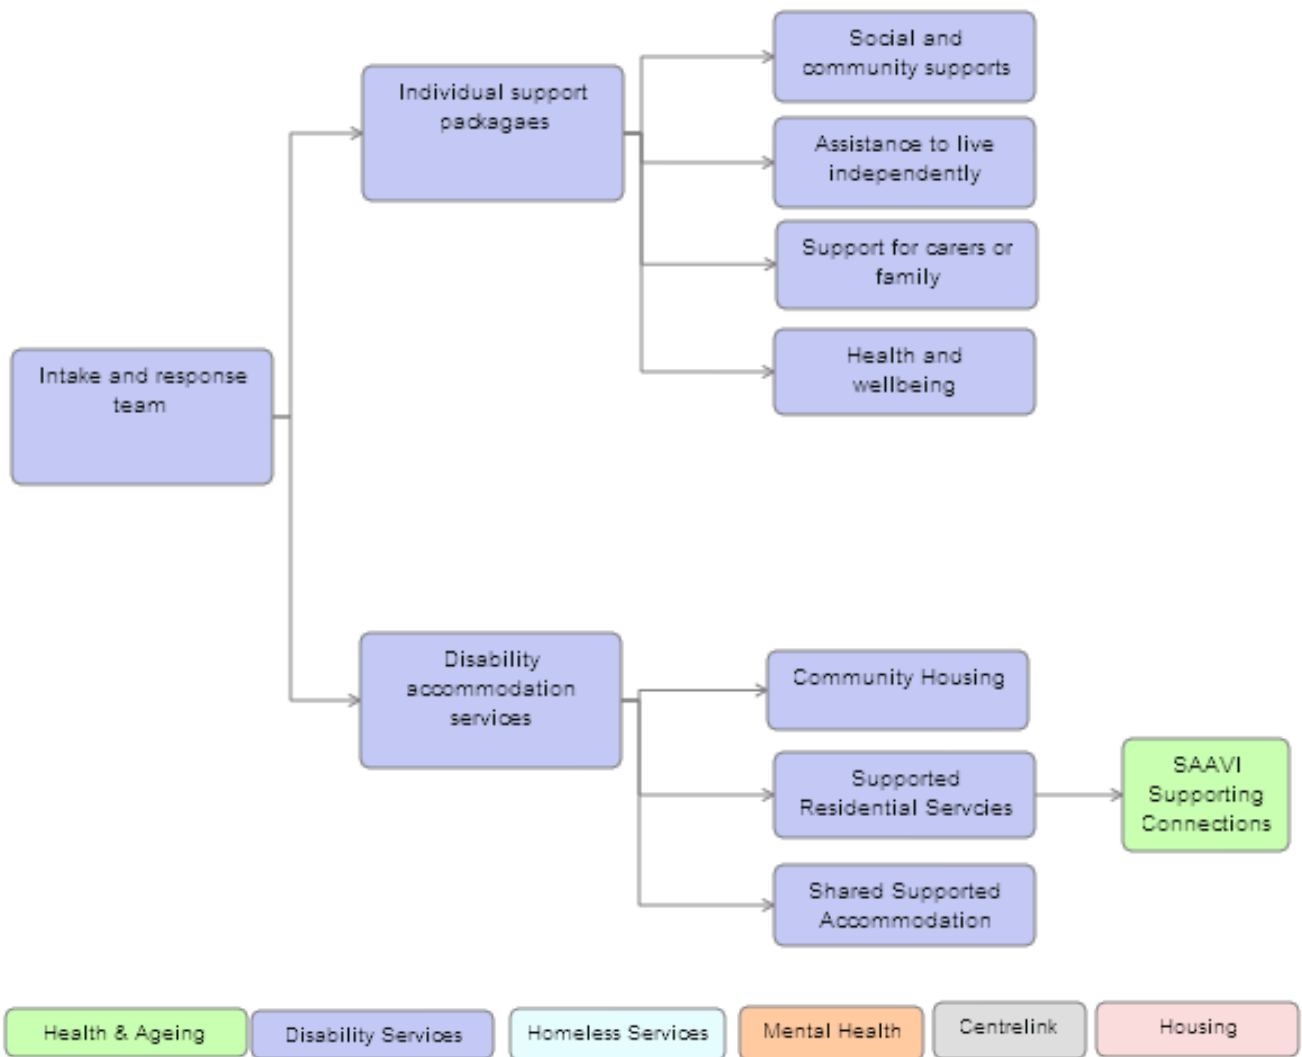 Social and
community supports
Individual support
packagaes
Assistance to live
independently
Support for carers or
family
Health and
wellbeing
Intake and response
team
Disability
accommodation
services
Community Housing
Supported
Residential Servcies
SAAVI
Supporting
Connections
Shared Supported
Accommodation
Health & Ageing
Disability Services
Homeless Services
Mental Health
Centrelink
Housing